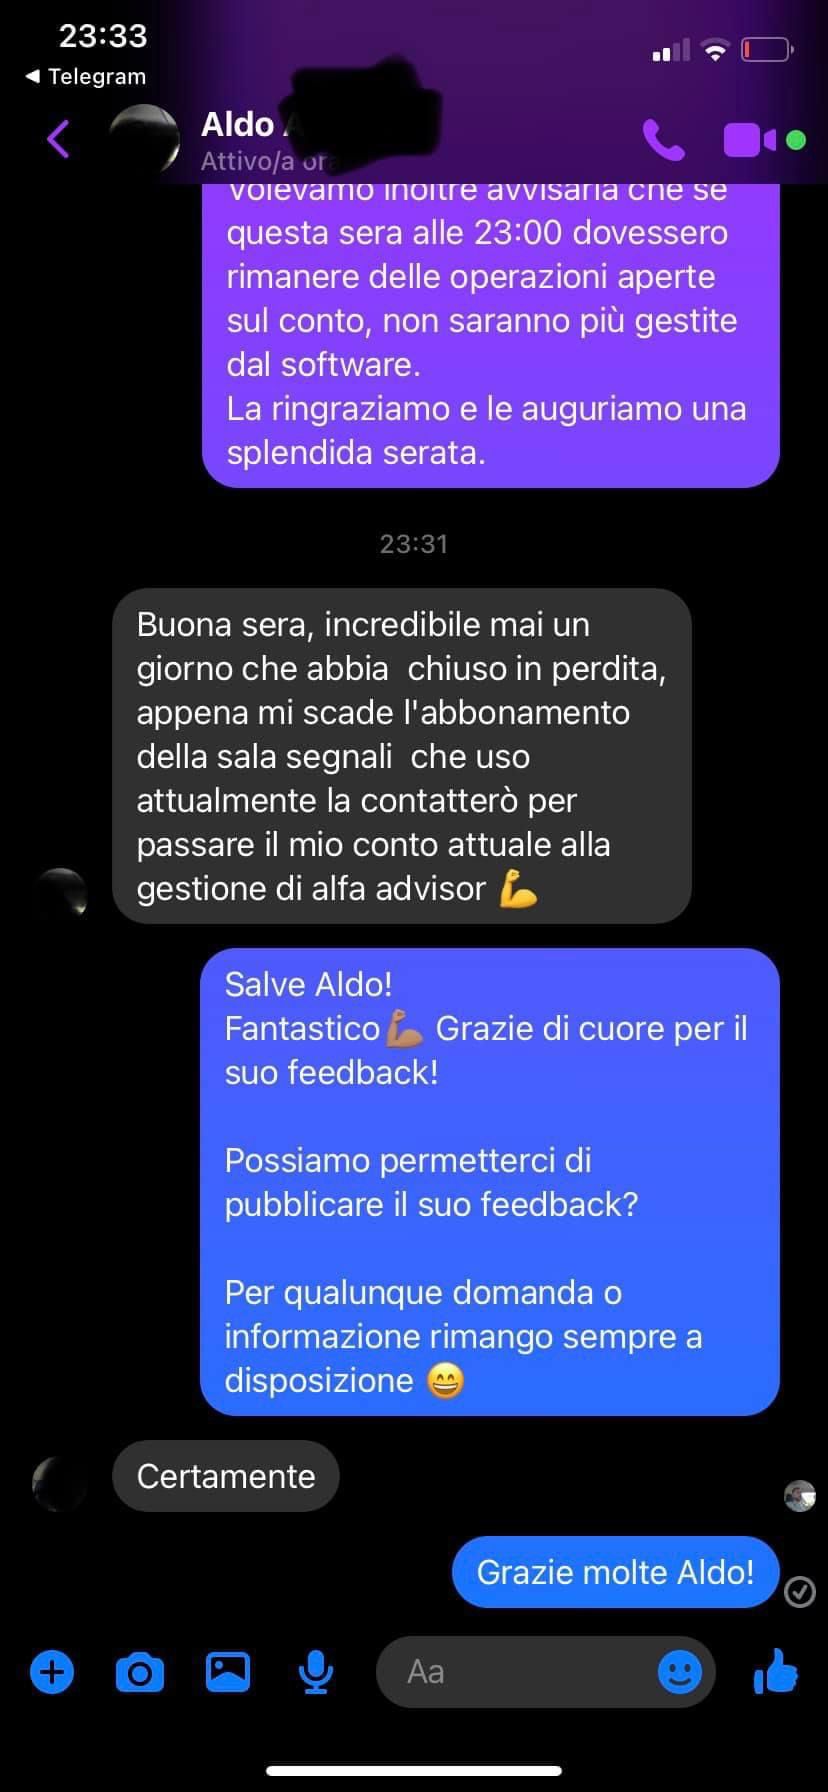 23:33
Telegram
Aldo
Attivo/a ora
Volevamo inoltre avvisarla che se
questa sera alle 23:00 dovessero
rimanere delle operazioni aperte
sul conto, non saranno più gestite
dal software.
La ringraziamo e le auguriamo una
splendida serata.
23:31
Buona sera, incredibile mai un
giorno che abbia  chiuso in perdita,
appena mi scade l'abbonamento
della sala segnali  che uso
attualmente la contatterò per
passare il mio conto attuale alla
gestione di alfa advisor 💪
Salve Aldo!
Fantastico💪🏽 Grazie di cuore per il
suo feedback!
Possiamo permetterci di
pubblicare il suo feedback?
Per qualunque domanda o
informazione rimango sempre a
disposizione 😄
Certamente
Grazie molte Aldo!
Aa